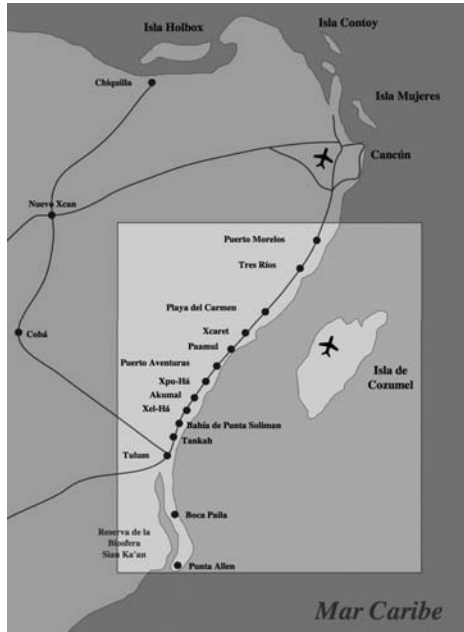 Isla Holbox
Isla Contoy
Chiquilla
Isla Mujeres
Cancún
Nuevo Xcan
Puerto Morelos
Tres Ríos
Playa del Carmen
Xcaret
Cobá
Paamul
Puerto Aventuras
Isla de
Cozumel
Xpu-Há
Akumal
Xel-Há
Bahía de Punta Soliman
Tankah
Tulum
Boca Paila
Reserva de la
Biosfera
Sian Ka'an
Punta Allen
Mar Caribe